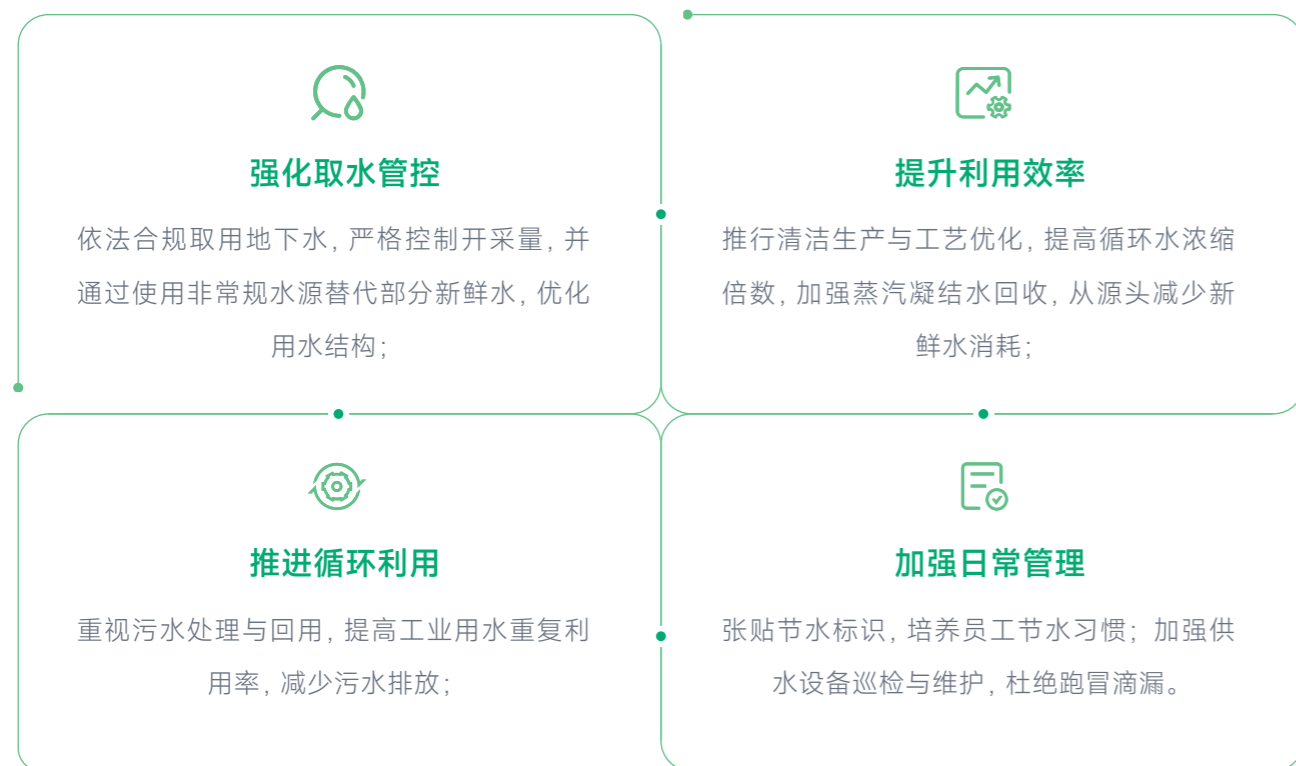 强化取水管控
依法合规取用地下水，严格控制开采量，并
通过使用非常规水源替代部分新鲜水，优化
用水结构；
提升利用效率
推行清洁生产与工艺优化，提高循环水浓缩
倍数，加强蒸汽凝结水回收，从源头减少新
鲜水消耗；
推进循环利用
重视污水处理与回用，提高工业用水重复利
用率，减少污水排放；
加强日常管理
张贴节水标识，培养员工节水习惯；加强供
水设备巡检与维护，杜绝跑冒滴漏。